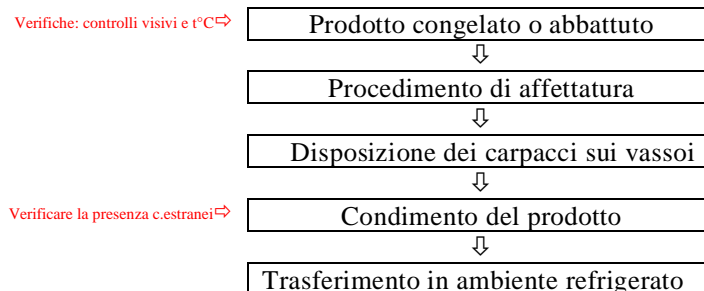 Verifiche: controlli visivi e t°C⇨ Prodotto congelato o abbattuto
⇩
Procedimento di affettatura
⇩
Disposizione dei carpacci sui vassoi
⇩
Verificare la presenza c.estranei⇨ Condimento del prodotto
⇩
Trasferimento in ambiente refrigerato